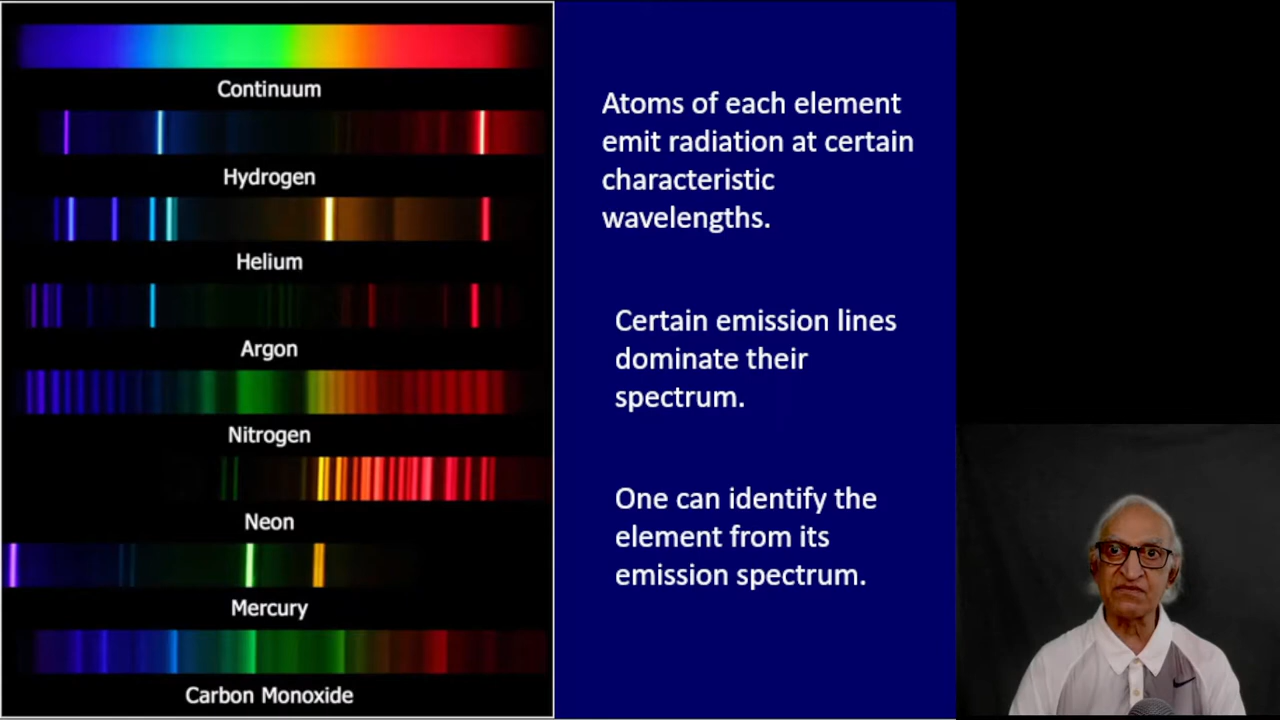 Continuum
Hydrogen
Helium
Argon
Nitrogen
Neon
Mercury
Carbon Monoxide
Atoms of each element
emit radiation at certain
characteristic
wavelengths.
Certain emission lines
dominate their
spectrum.
One can identify the
element from its
emission spectrum.